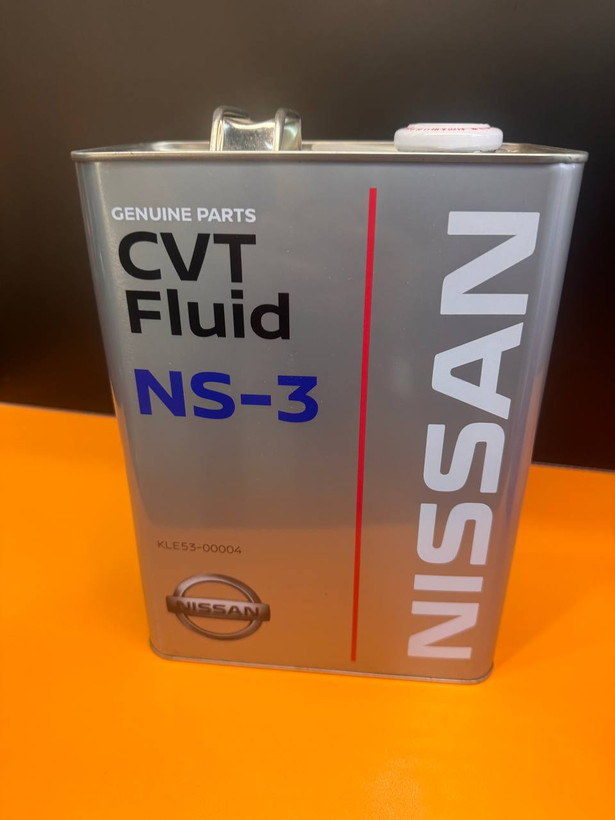 GENUINE PARTS
CVT
Fluid
NS-3
KLE53-00004
NISSAN
NISSAN